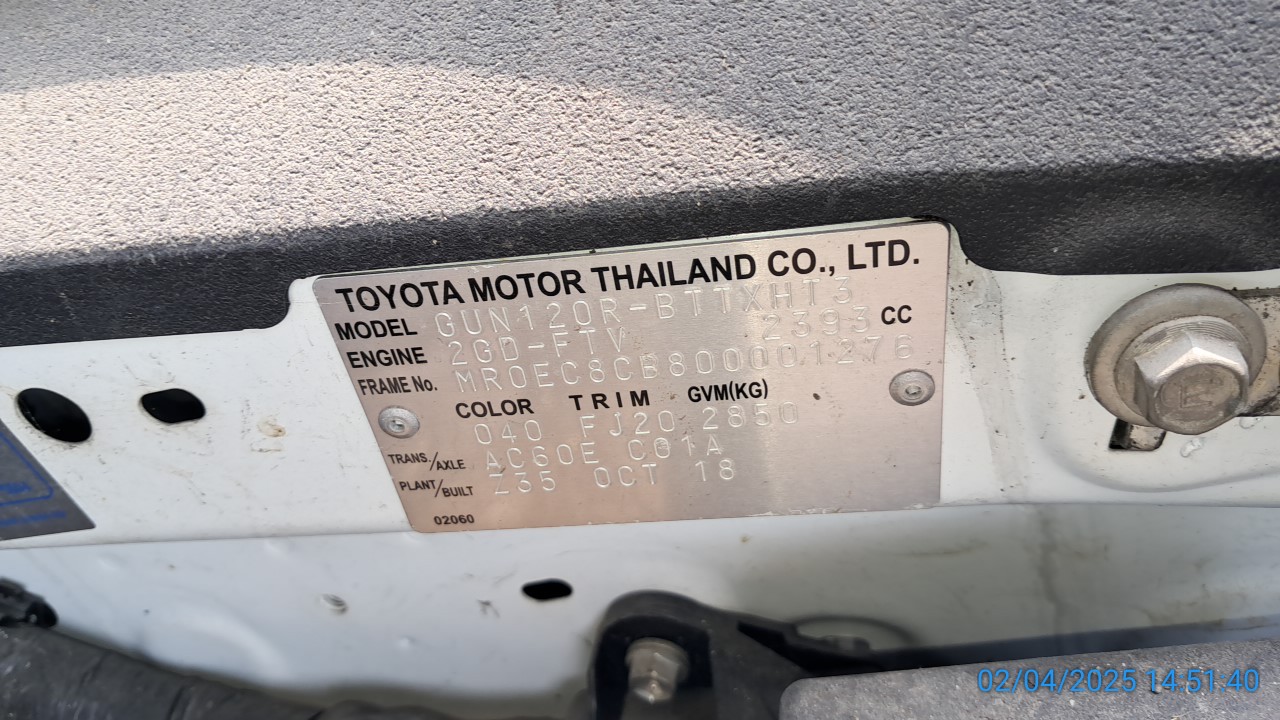 TOYOTA MOTOR THAILAND CO., LTD.
MODEL GUN120R-BTTXHT3
ENGINE 2GD-FTV 2393 CC
FRAME No. MR0EC8CB800001276
COLOR TRIM GVM(KG)
040 FJ20 2850
TRANS./AXLE AC60E C01A
PLANT/BUILT Z35 OCT 18
02060
02/04/2025 14:51:40